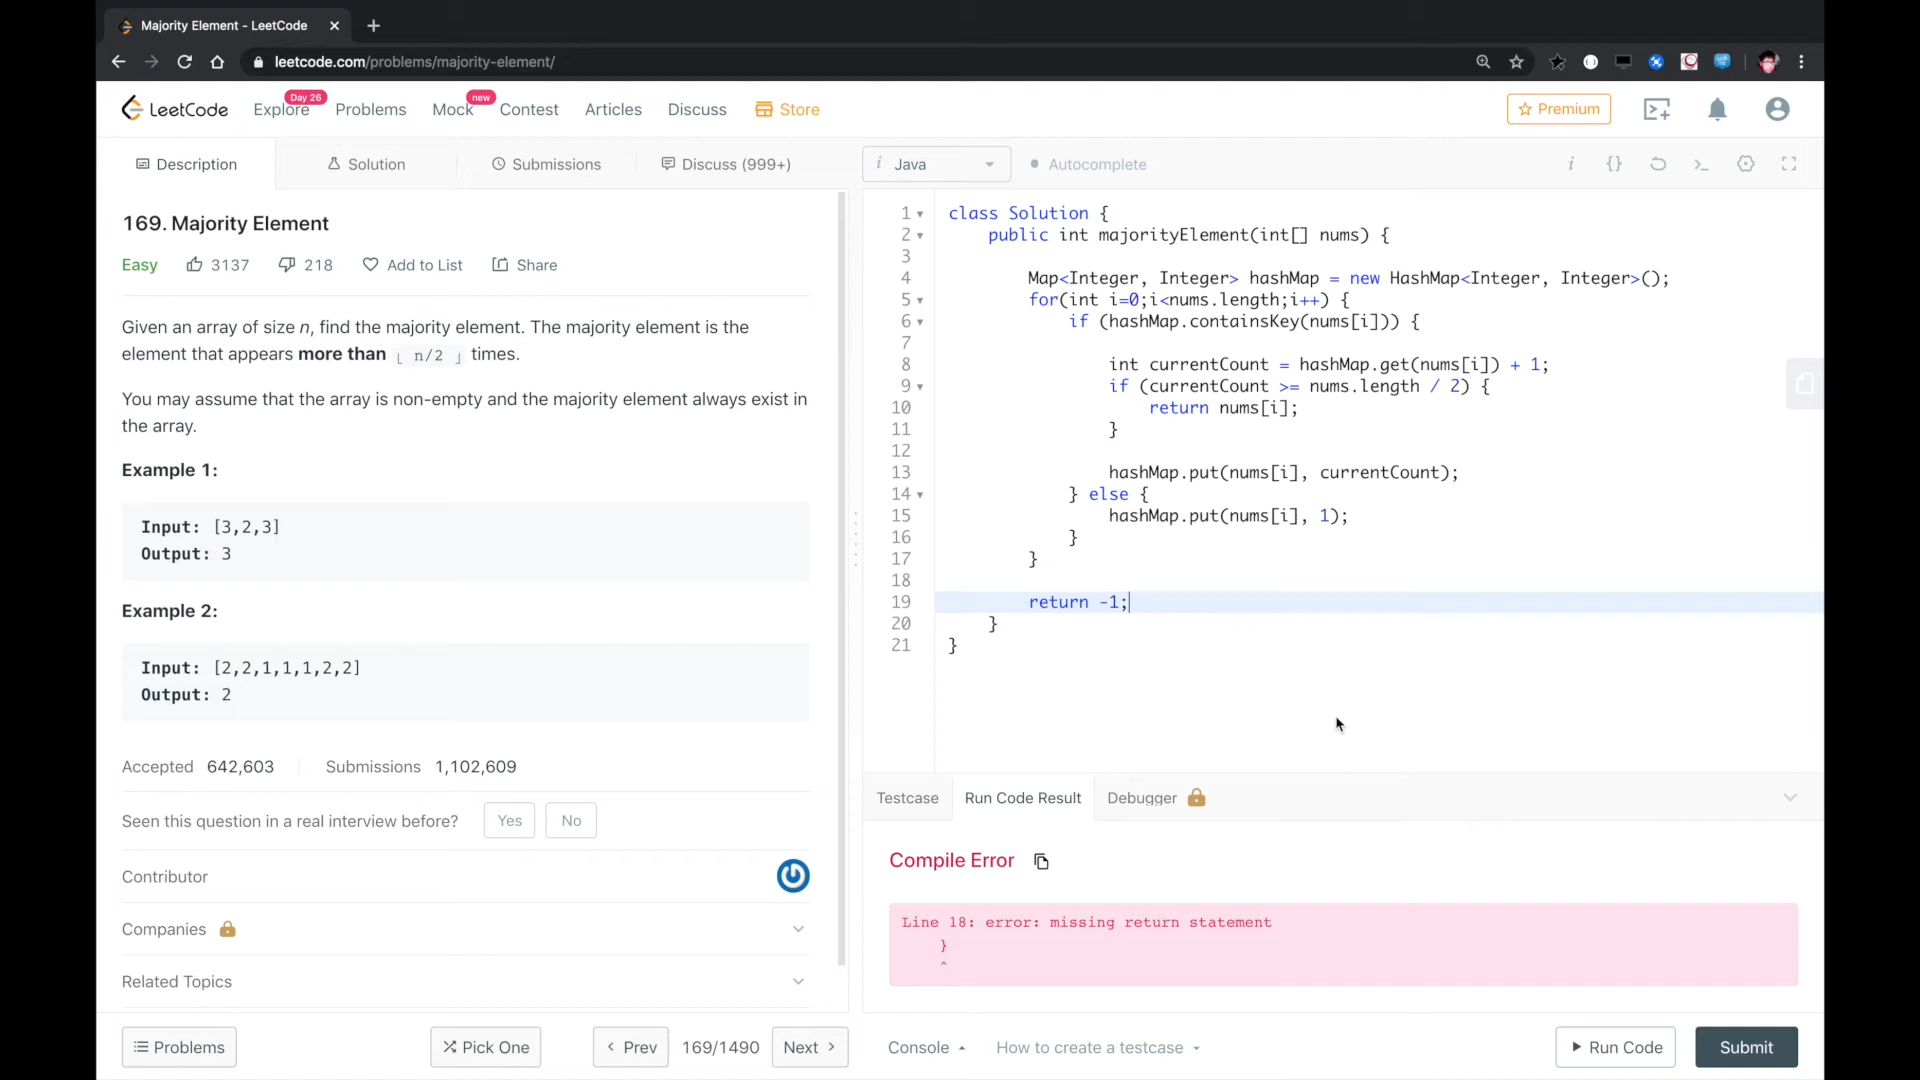 Majority Element - LeetCode
leetcode.com/problems/majority-element/
LeetCode Explore Day 26 Problems Mock new Contest Articles Discuss Store Premium
Description Solution Submissions Discuss (999+)
i Java Autocomplete
169. Majority Element
Easy 3137 218 Add to List Share
Given an array of size n, find the majority element. The majority element is the
element that appears more than ⌊ n/2 ⌋ times.
You may assume that the array is non-empty and the majority element always exist in
the array.
Example 1:
Input: [3,2,3]
Output: 3
Example 2:
Input: [2,2,1,1,1,2,2]
Output: 2
Accepted 642,603 Submissions 1,102,609
Seen this question in a real interview before? Yes No
Contributor
Companies
Related Topics
Problems Pick One Prev 169/1490 Next
1 class Solution {
2 public int majorityElement(int[] nums) {
3
4 Map<Integer, Integer> hashMap = new HashMap<Integer, Integer>();
5 for(int i=0;i<nums.length;i++) {
6 if (hashMap.containsKey(nums[i])) {
7
8 int currentCount = hashMap.get(nums[i]) + 1;
9 if (currentCount >= nums.length / 2) {
10 return nums[i];
11 }
12
13 hashMap.put(nums[i], currentCount);
14 } else {
15 hashMap.put(nums[i], 1);
16 }
17 }
18
19 return -1;
20 }
21 }
Testcase Run Code Result Debugger
Compile Error
Line 18: error: missing return statement
}
^
Console How to create a testcase Run Code Submit